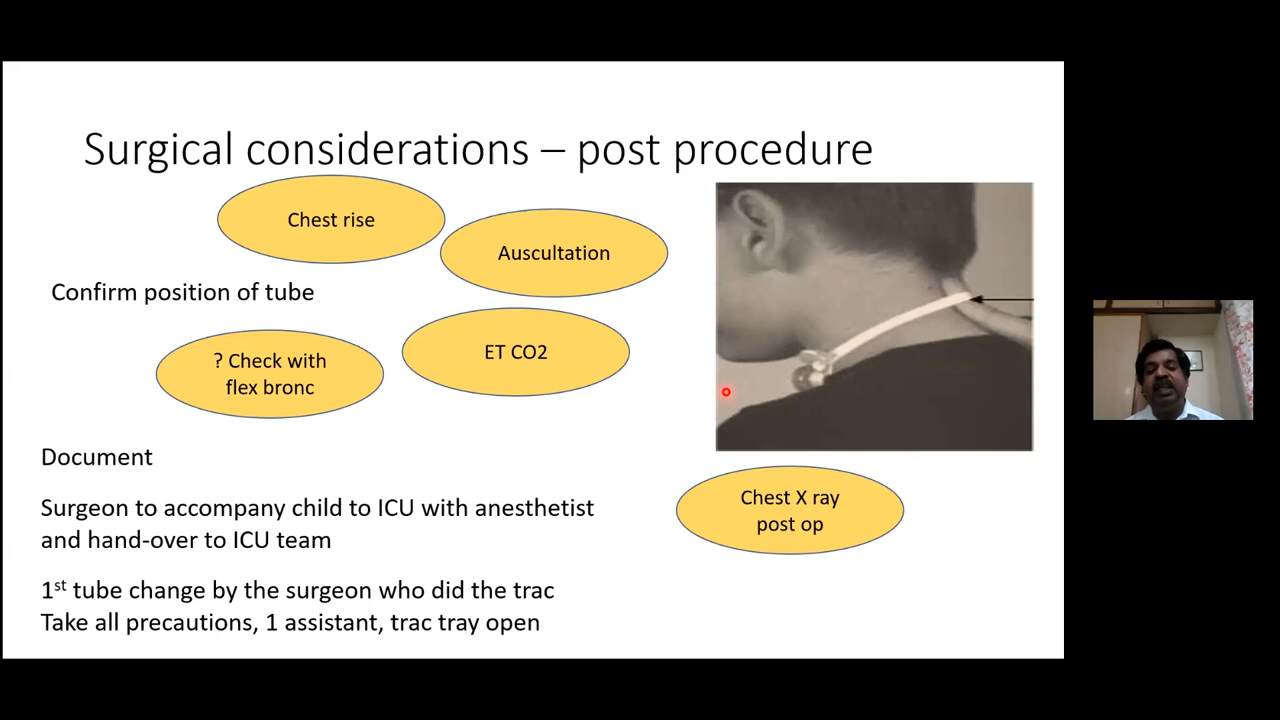 Surgical considerations – post procedure
Chest rise
Auscultation
Confirm position of tube
ET CO2
? Check with
flex bronc
Document
Chest X ray
post op
Surgeon to accompany child to ICU with anesthetist
and hand-over to ICU team
1st tube change by the surgeon who did the trac
Take all precautions, 1 assistant, trac tray open